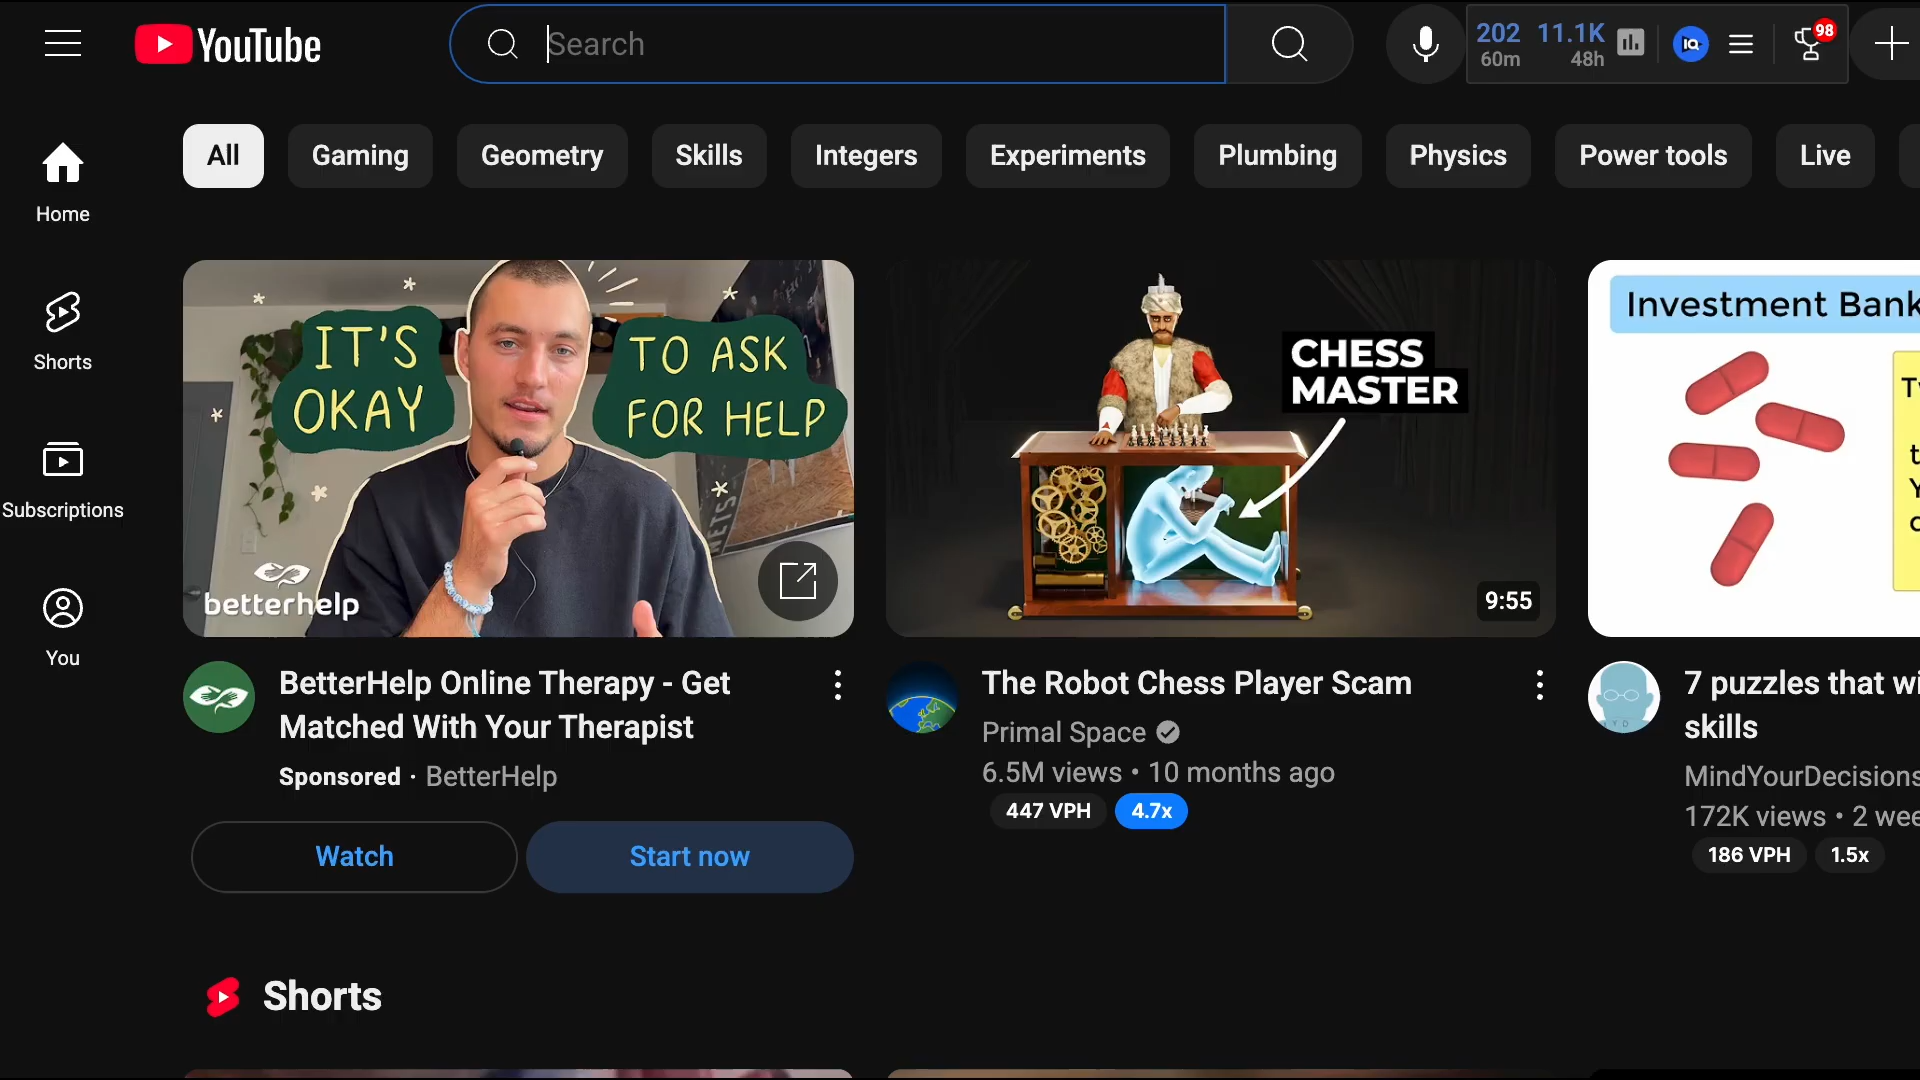 YouTube
Search
202
60m
11.1K
48h
iq
98
All
Gaming
Geometry
Skills
Integers
Experiments
Plumbing
Physics
Power tools
Live
Home
Shorts
Subscriptions
You
IT'S
OKAY
TO ASK
FOR HELP
betterhelp
CHESS
MASTER
9:55
Investment Bank
BetterHelp Online Therapy - Get
Matched With Your Therapist
Sponsored · BetterHelp
Watch
Start now
The Robot Chess Player Scam
Primal Space
6.5M views • 10 months ago
447 VPH
4.7x
7 puzzles that wi
skills
MindYourDecisions
172K views • 2 wee
186 VPH
1.5x
Shorts